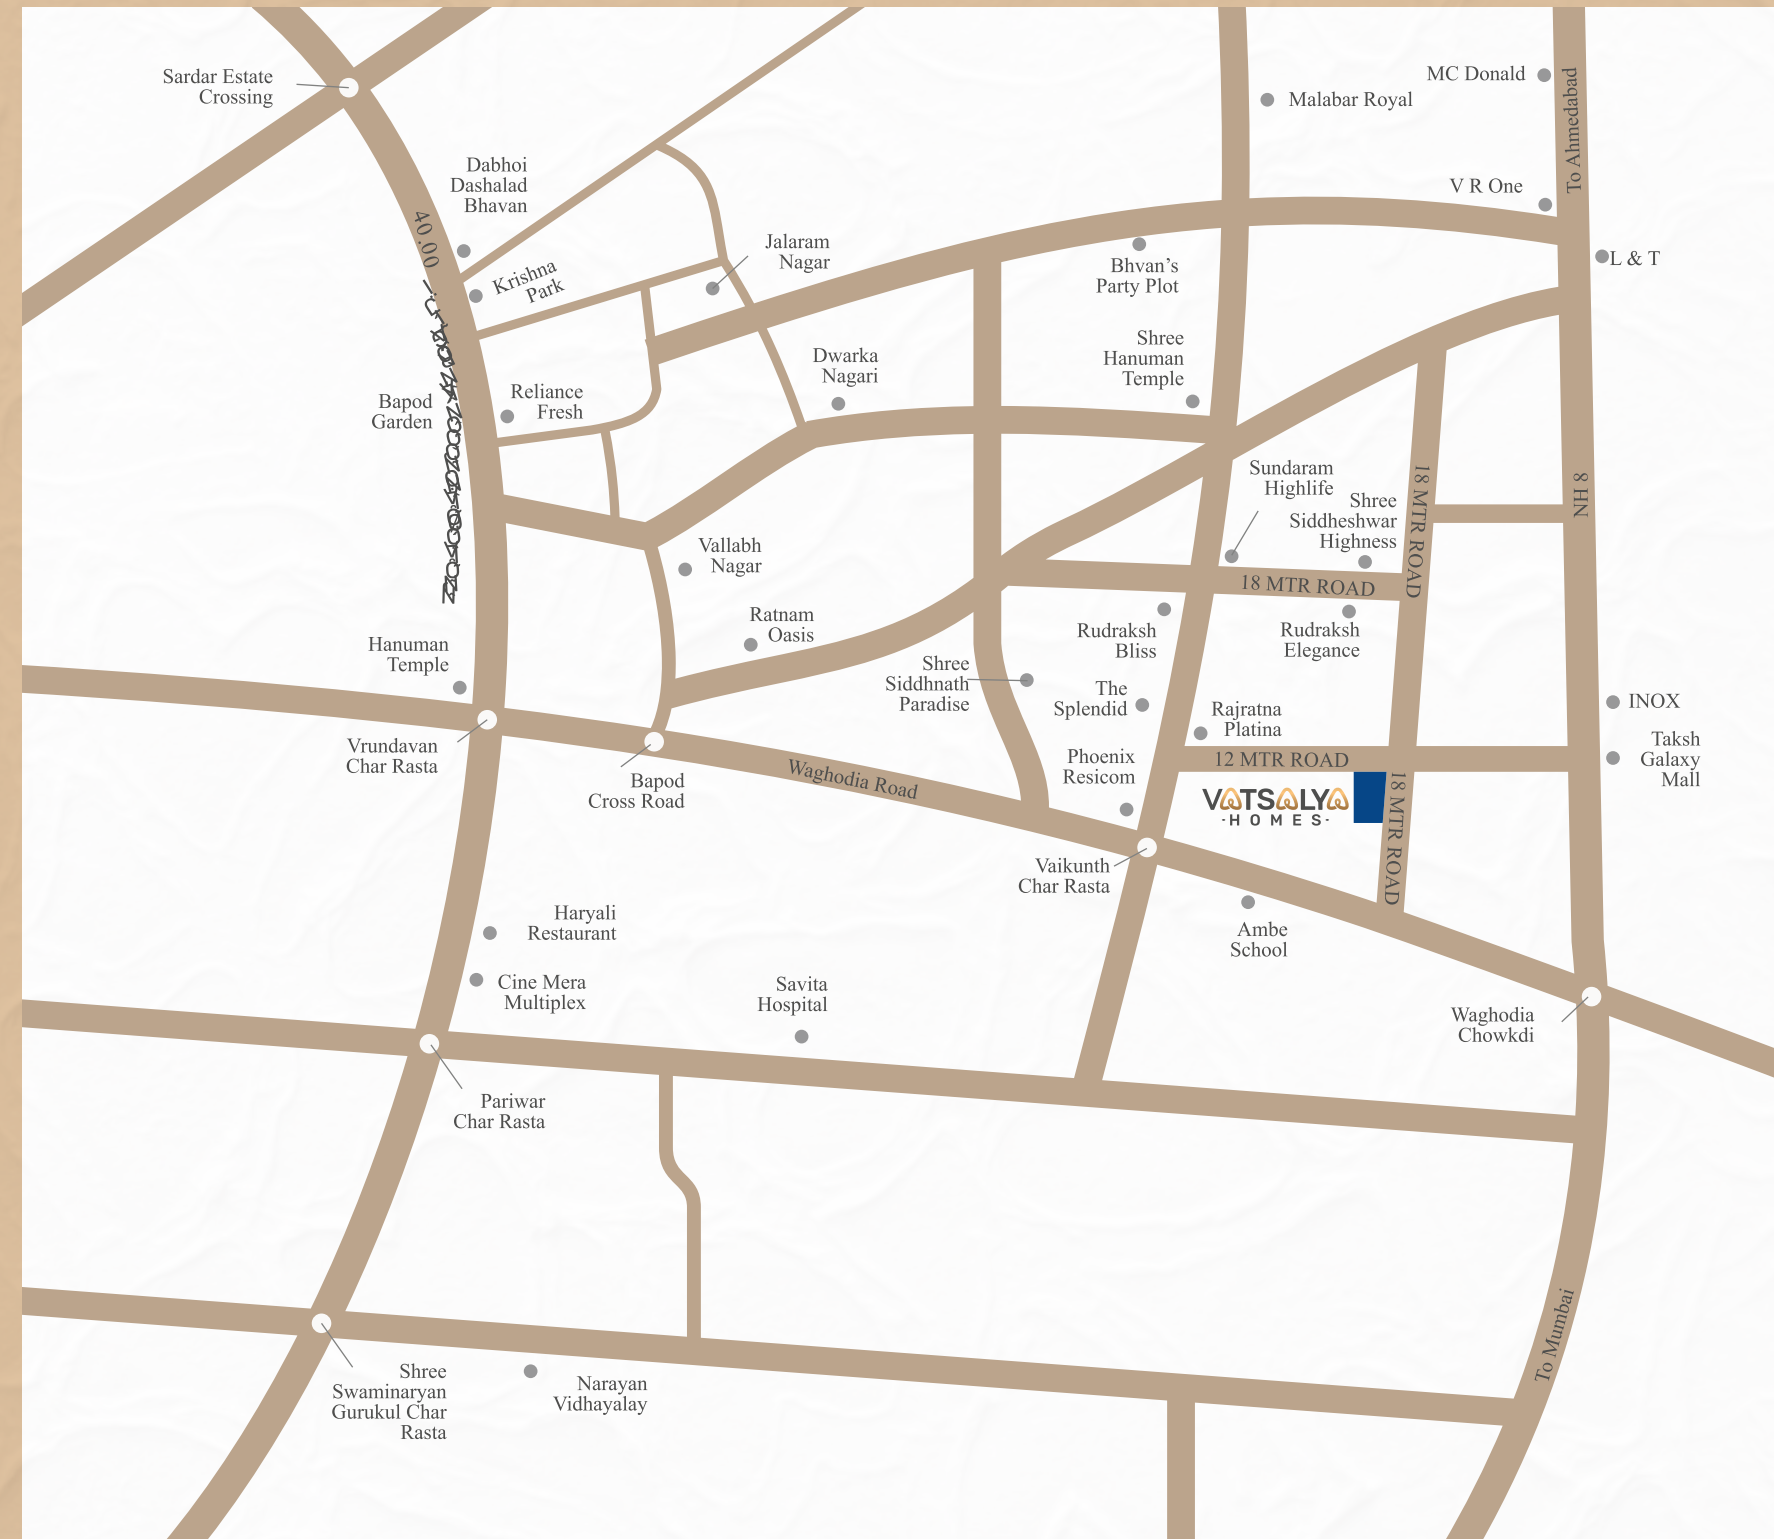 Sardar Estate
Crossing
MC Donald
Malabar Royal
To Ahmedabad
V R One
L & T
Dabhoi
Dashalad
Bhavan
40.00
Krishna
Park
Jalaram
Nagar
Bhvan's
Party Plot
Shree
Hanuman
Temple
Dwarka
Nagari
Bapod
Garden
Reliance
Fresh
Sundaram
Highlife
Shree
Siddheshwar
Highness
18 MTR ROAD
NH 8
Vallabh
Nagar
18 MTR ROAD
Ratnam
Oasis
Rudraksh
Bliss
Rudraksh
Elegance
Hanuman
Temple
Shree
Siddhnath
Paradise
The
Splendid
Rajratna
Platina
INOX
Taksh
Galaxy
Mall
Vrundavan
Char Rasta
Bapod
Cross Road
Waghodia Road
Phoenix
Resicom
12 MTR ROAD
VATSALYA
-HOMES-
18 MTR ROAD
Vaikunth
Char Rasta
Ambe
School
Haryali
Restaurant
Cine Mera
Multiplex
Savita
Hospital
Waghodia
Chowkdi
Pariwar
Char Rasta
To Mumbai
Shree
Swaminaryan
Gurukul Char
Rasta
Narayan
Vidhayalay